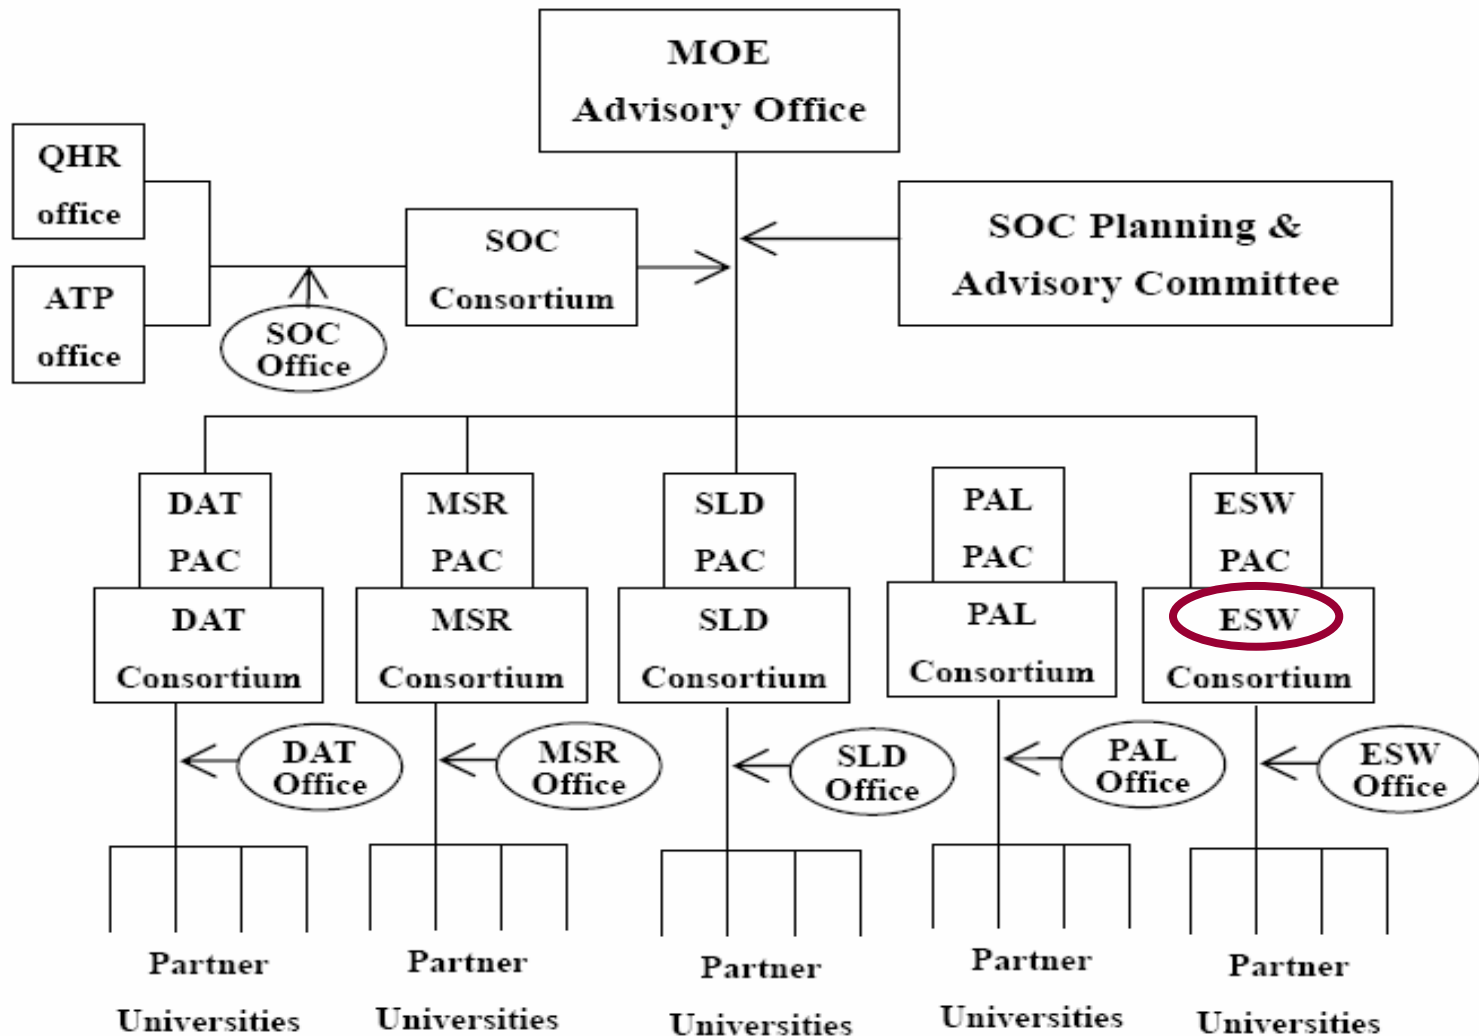 MOE
Advisory Office
QHR
office
ATP
office
SOC
Office
SOC
Consortium
SOC Planning &
Advisory Committee
DAT
PAC
DAT
Consortium
MSR
PAC
MSR
Consortium
SLD
PAC
SLD
Consortium
PAL
PAC
PAL
Consortium
ESW
PAC
ESW
Consortium
DAT
Office
MSR
Office
SLD
Office
PAL
Office
ESW
Office
Partner
Universities
Partner
Universities
Partner
Universities
Partner
Universities
Partner
Universities